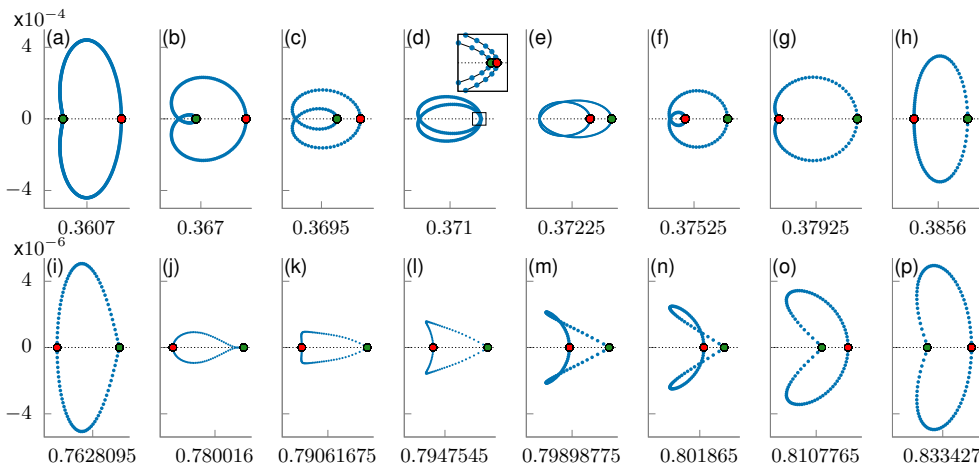 x10⁻⁴
(a) (b) (c) (d) (e) (f) (g) (h)
4
0
−4
0.3607 0.367 0.3695 0.371 0.37225 0.37525 0.37925 0.3856
x10⁻⁶
(i) (j) (k) (l) (m) (n) (o) (p)
4
0
−4
0.7628095 0.780016 0.79061675 0.7947545 0.79898775 0.801865 0.8107765 0.833427